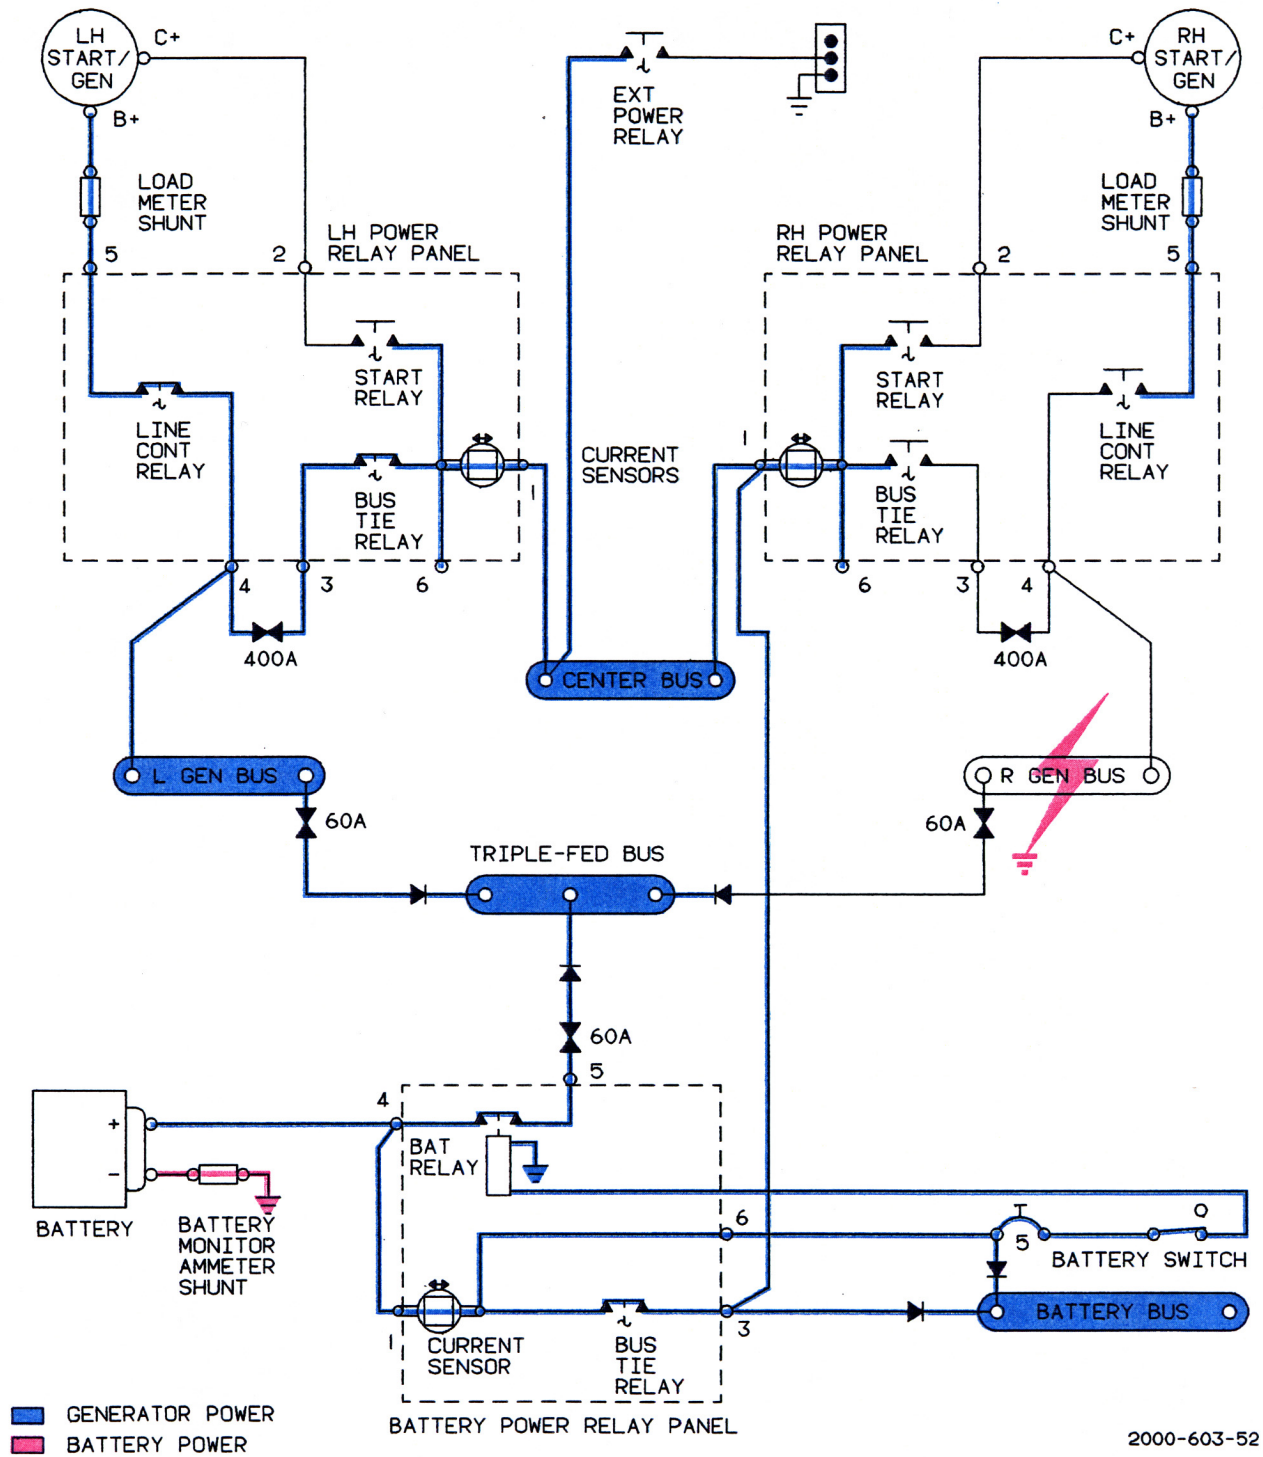 LH
START/
GEN
C+
B+
LOAD
METER
SHUNT
5
2
LH POWER
RELAY PANEL
EXT
POWER
RELAY
C+
RH
START/
GEN
B+
LOAD
METER
SHUNT
RH POWER
RELAY PANEL
2
5
START
RELAY
LINE
CONT
RELAY
BUS
TIE
RELAY
1
CURRENT
SENSORS
1
START
RELAY
BUS
TIE
RELAY
LINE
CONT
RELAY
4
3
6
6
3
4
400A
400A
CENTER BUS
L GEN BUS
R GEN BUS
60A
60A
TRIPLE-FED BUS
60A
5
4
BAT
RELAY
+
-
BATTERY
BATTERY
MONITOR
AMMETER
SHUNT
6
5
BATTERY SWITCH
1
CURRENT
SENSOR
BUS
TIE
RELAY
3
BATTERY BUS
BATTERY POWER RELAY PANEL
GENERATOR POWER
BATTERY POWER
2000-603-52